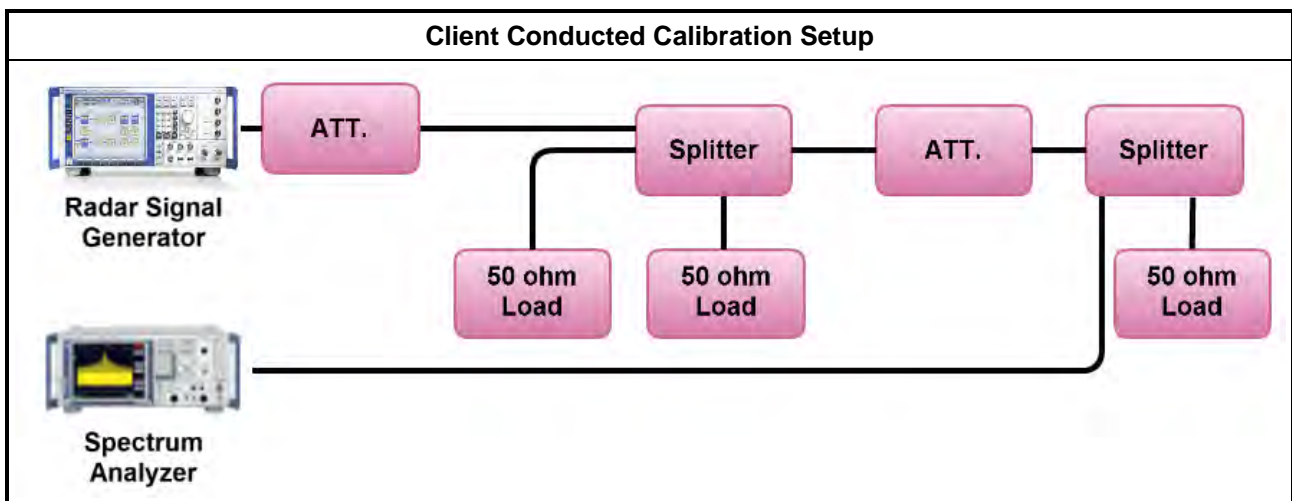 Client Conducted Calibration Setup
ATT.
Splitter
ATT.
Splitter
Radar Signal
Generator
50 ohm
Load
50 ohm
Load
50 ohm
Load
Spectrum
Analyzer